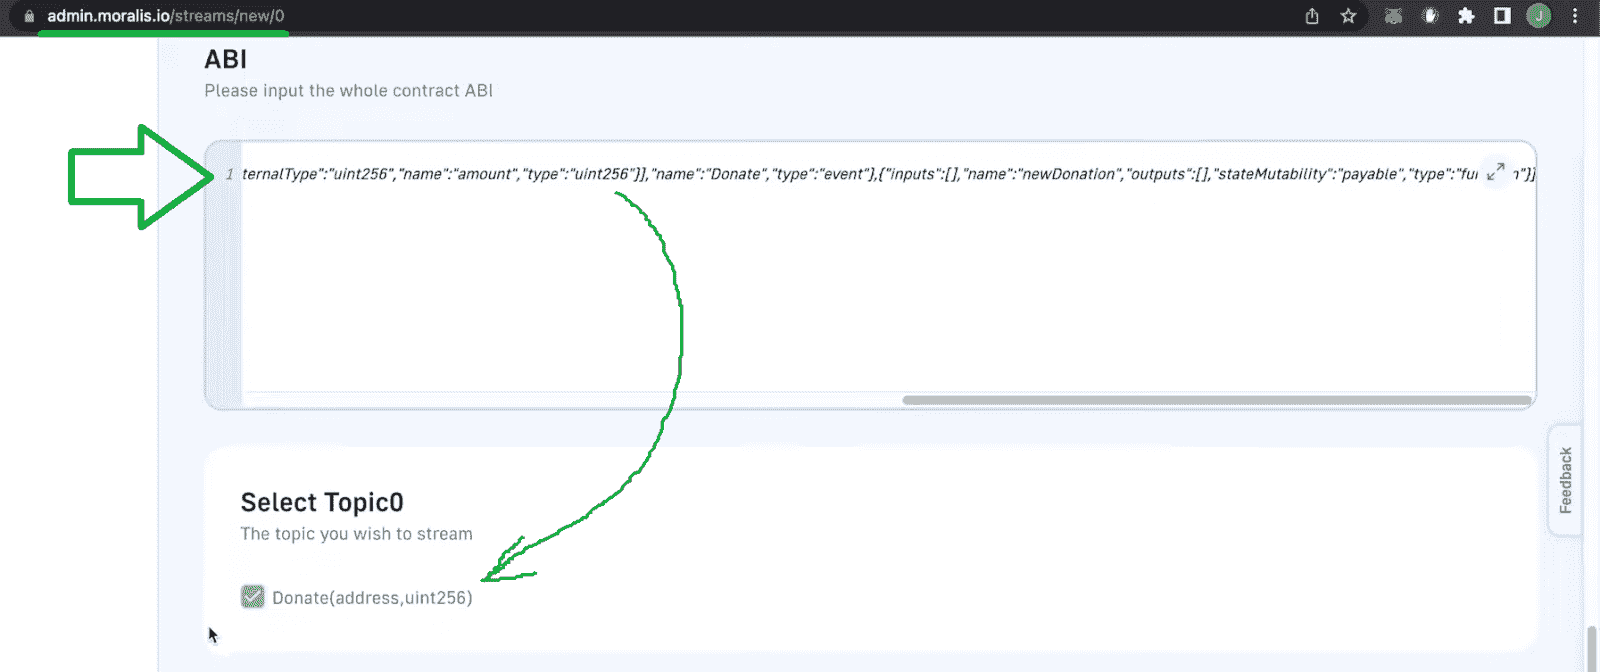 admin.moralis.io/streams/new/0
J
ABI
Please input the whole contract ABI
1 ternalType":"uint256","name":"amount","type":"uint256"}],"name":"Donate","type":"event"},{"inputs":[],"name":"newDonation","outputs":[],"stateMutability":"payable","type":"fun n"}]
Feedback
Select Topic0
The topic you wish to stream
Donate(address,uint256)